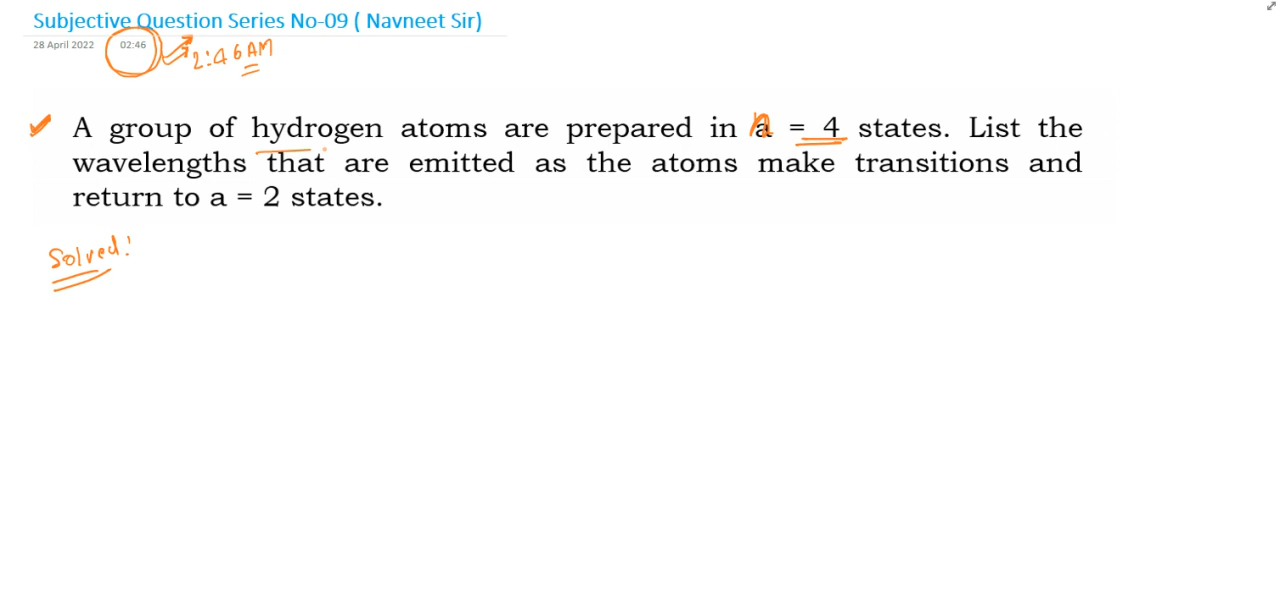 Subjective Question Series No-09 ( Navneet Sir)
28 April 2022 02:46 2:46 AM
A group of hydrogen atoms are prepared in n = 4 states. List the
wavelengths that are emitted as the atoms make transitions and
return to a = 2 states.
Solved!